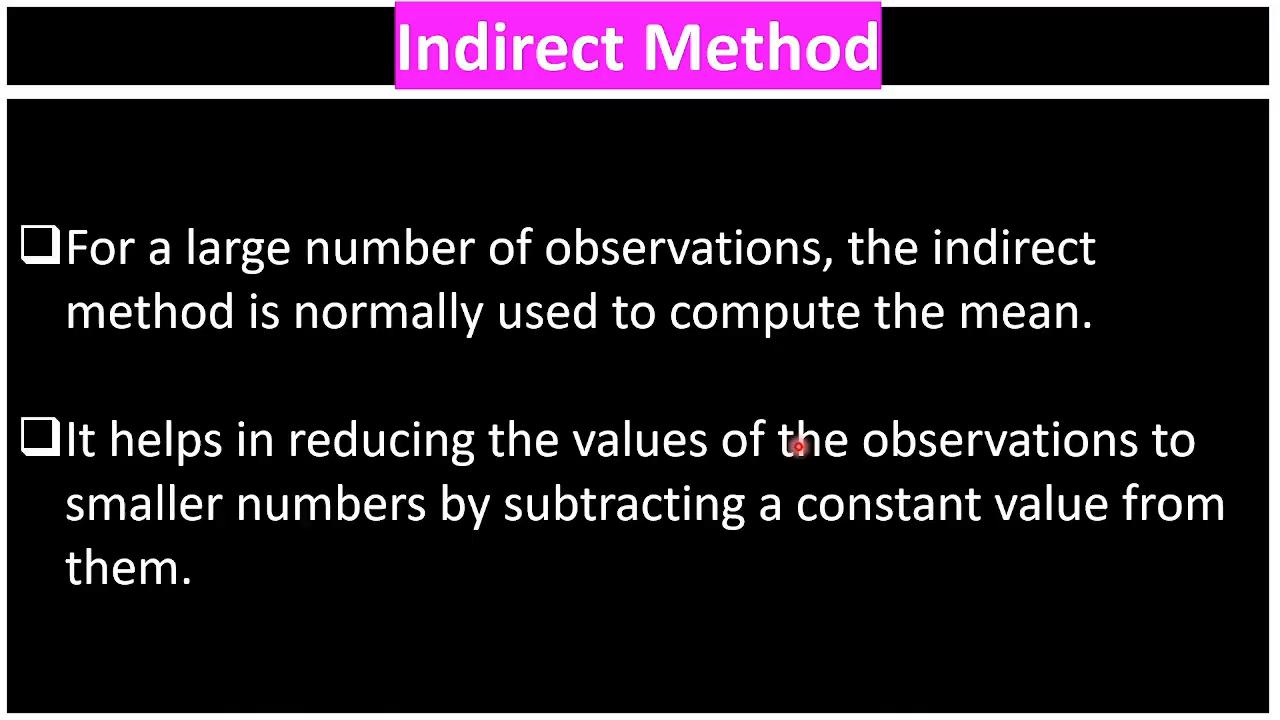 Indirect Method
❑For a large number of observations, the indirect
method is normally used to compute the mean.
❑It helps in reducing the values of the observations to
smaller numbers by subtracting a constant value from
them.